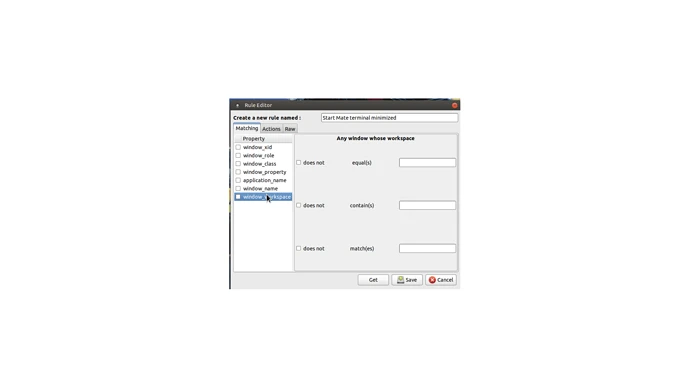 Rule Editor
Create a new rule named :
Start Mate terminal minimized
Matching Actions Raw
Property
window_xid
window_role
window_class
window_property
application_name
window_name
window_workspace
Any window whose workspace
does not equal(s)
does not contain(s)
does not match(es)
Get Save Cancel